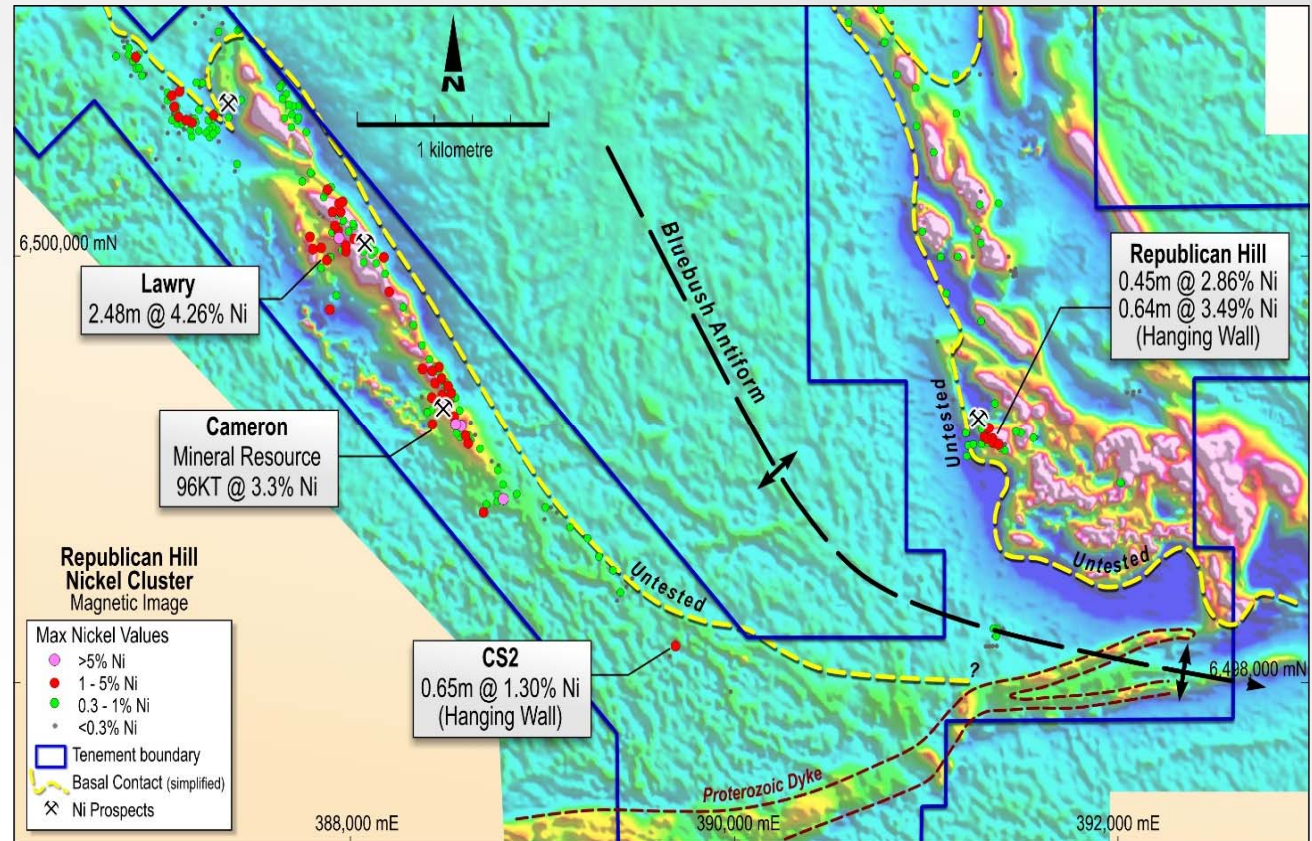 N
1 kilometre
6,500,000 mN
Lawry
2.48m @ 4.26% Ni
Bluebush Antiform
Republican Hill
0.45m @ 2.86% Ni
0.64m @ 3.49% Ni
(Hanging Wall)
Untested
Cameron
Mineral Resource
96KT @ 3.3% Ni
Untested
Untested
CS2
0.65m @ 1.30% Ni
(Hanging Wall)
?
6,498,000 mN
Proterozoic Dyke
388,000 mE
390,000 mE
392,000 mE
Republican Hill
Nickel Cluster
Magnetic Image
Max Nickel Values
>5% Ni
1 - 5% Ni
0.3 - 1% Ni
<0.3% Ni
Tenement boundary
Basal Contact (simplified)
Ni Prospects